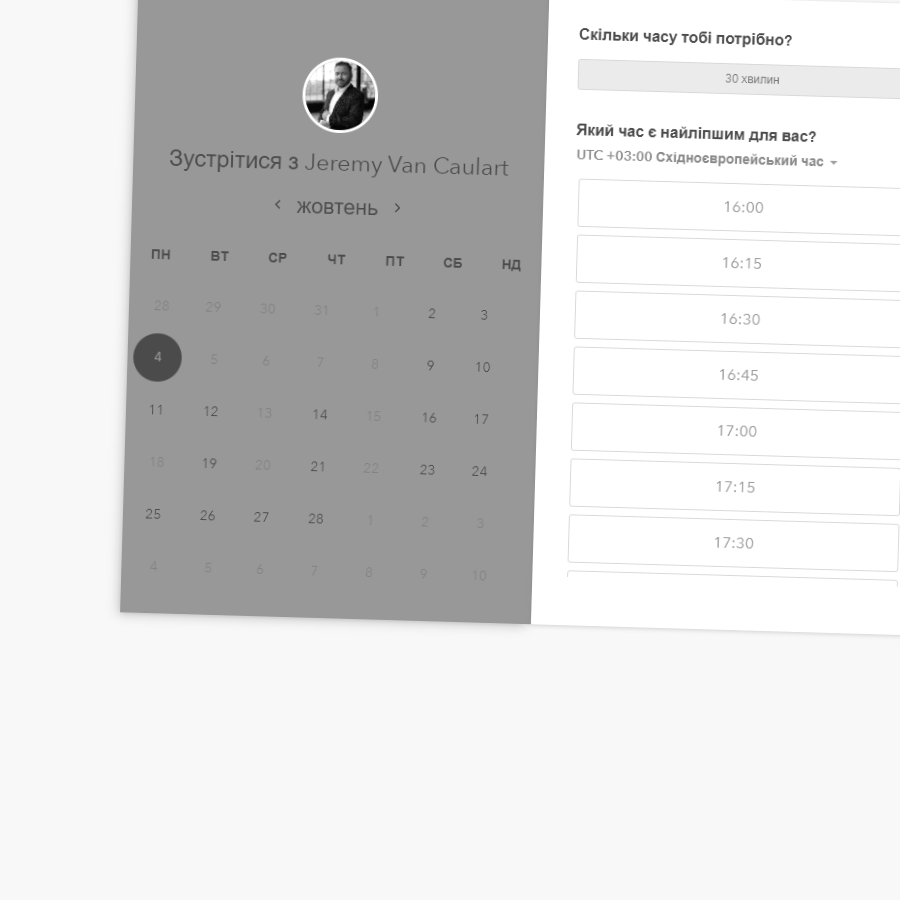 Зустрітися з Jeremy Van Caulart
жовтень
ПН ВТ СР ЧТ ПТ СБ НД
28 29 30 31 1 2 3
4 5 6 7 8 9 10
11 12 13 14 15 16 17
18 19 20 21 22 23 24
25 26 27 28 1 2 3
4 5 6 7 8 9 10
Скільки часу тобі потрібно?
30 хвилин
Який час є найліпшим для вас?
UTC +03:00 Східноєвропейський час
16:00
16:15
16:30
16:45
17:00
17:15
17:30